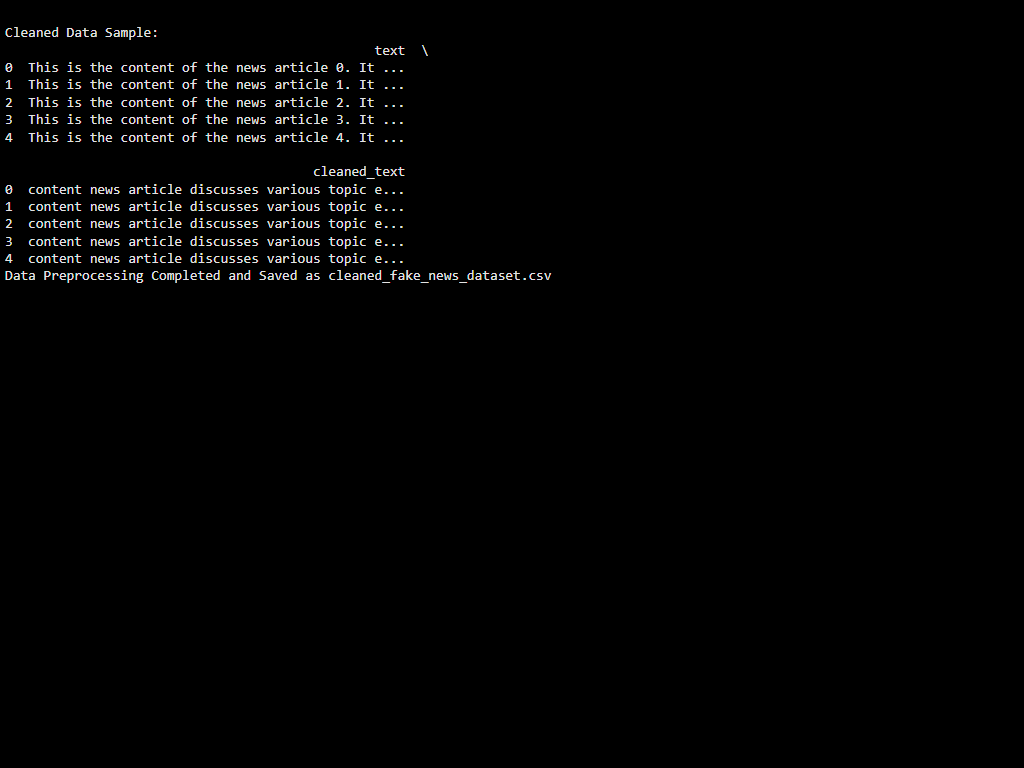 Cleaned Data Sample:
text \
0 This is the content of the news article 0. It ...
1 This is the content of the news article 1. It ...
2 This is the content of the news article 2. It ...
3 This is the content of the news article 3. It ...
4 This is the content of the news article 4. It ...
cleaned_text
0 content news article discusses various topic e...
1 content news article discusses various topic e...
2 content news article discusses various topic e...
3 content news article discusses various topic e...
4 content news article discusses various topic e...
Data Preprocessing Completed and Saved as cleaned_fake_news_dataset.csv